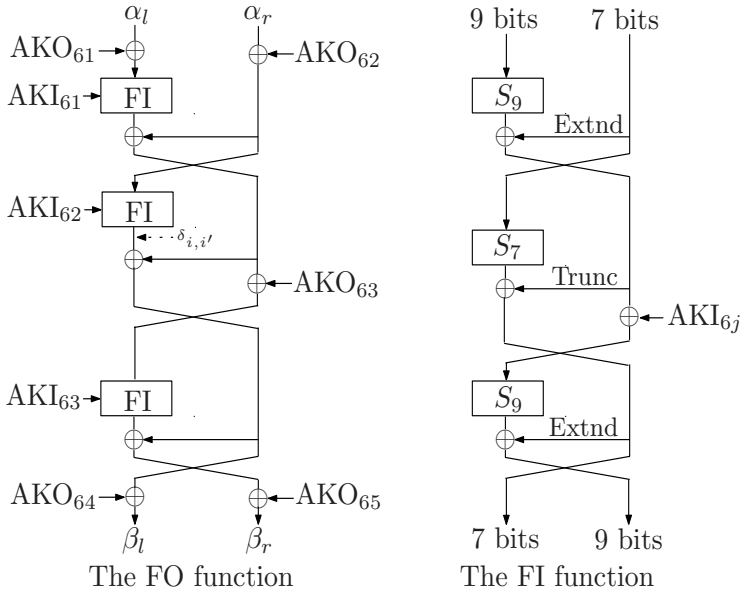 α_l α_r 9 bits 7 bits
AKO_61 AKO_62
AKI_61 FI S_9
Extnd
AKI_62 FI
δ_{i,i'} S_7
AKO_63 Trunc
AKI_6j
AKI_63 FI S_9
Extnd
AKO_64 AKO_65
β_l β_r 7 bits 9 bits
The FO function The FI function